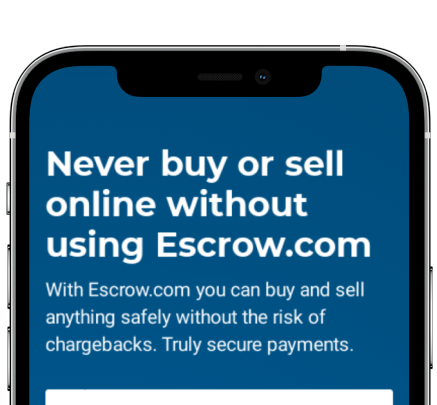 Never buy or sell
online without
using Escrow.com
With Escrow.com you can buy and sell
anything safely without the risk of
chargebacks. Truly secure payments.